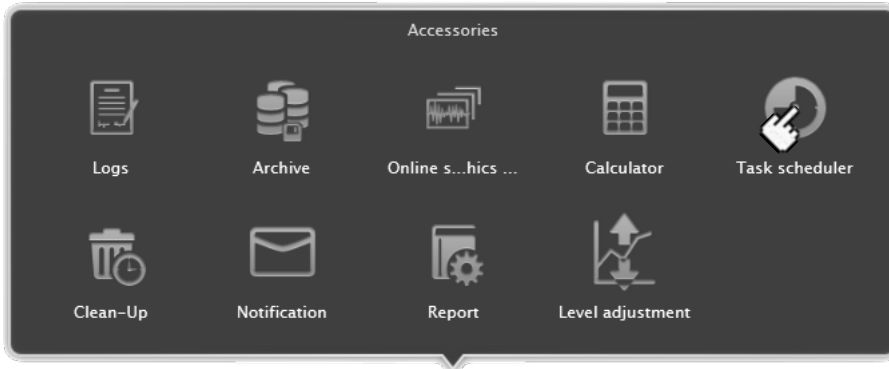 Accessories
Logs
Archive
Online s...hics ...
Calculator
Task scheduler
Clean-Up
Notification
Report
Level adjustment